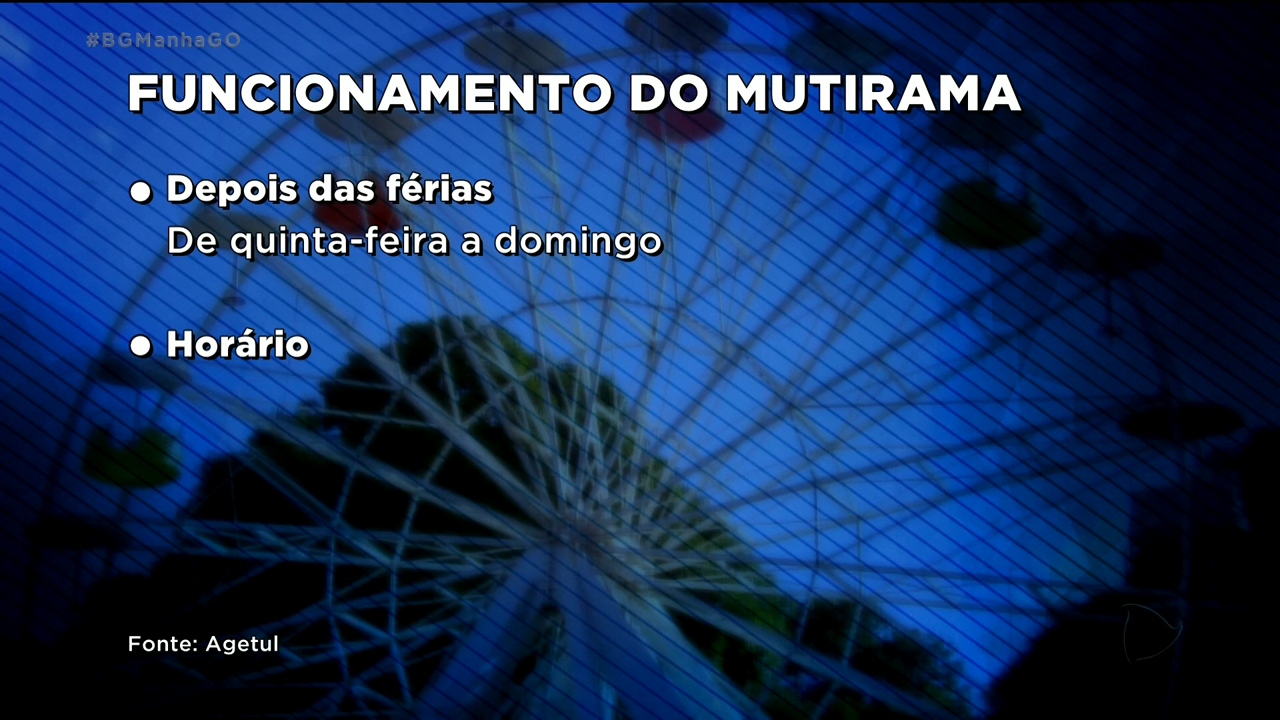 #BGManhaGO
FUNCIONAMENTO DO MUTIRAMA
● Depois das férias
De quinta-feira a domingo
● Horário
Fonte: Agetul